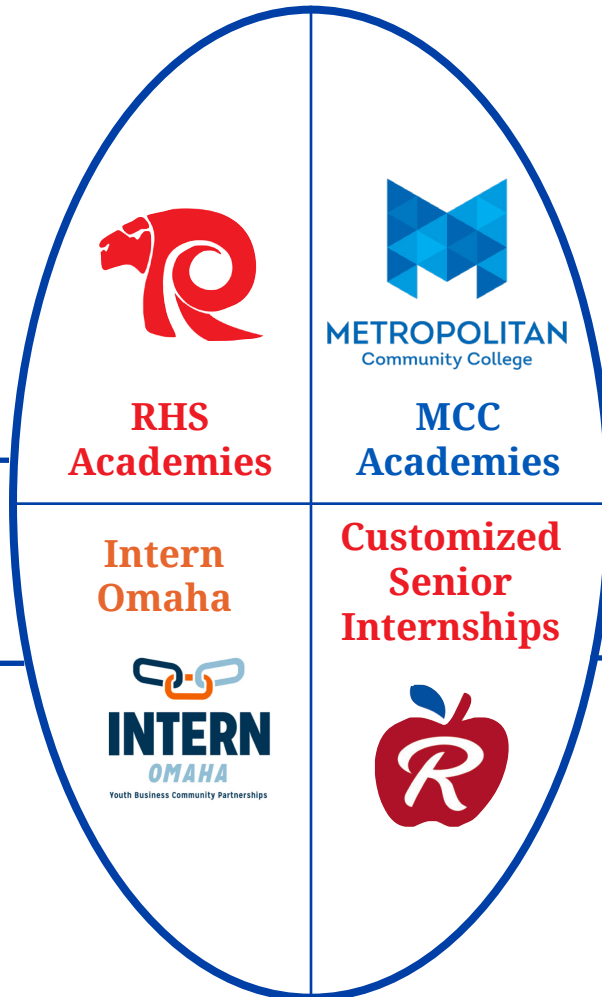 METROPOLITAN
Community College
RHS
Academies
MCC
Academies
Intern
Omaha
INTERN
OMAHA
Youth Business Community Partnerships
Customized
Senior
Internships
R